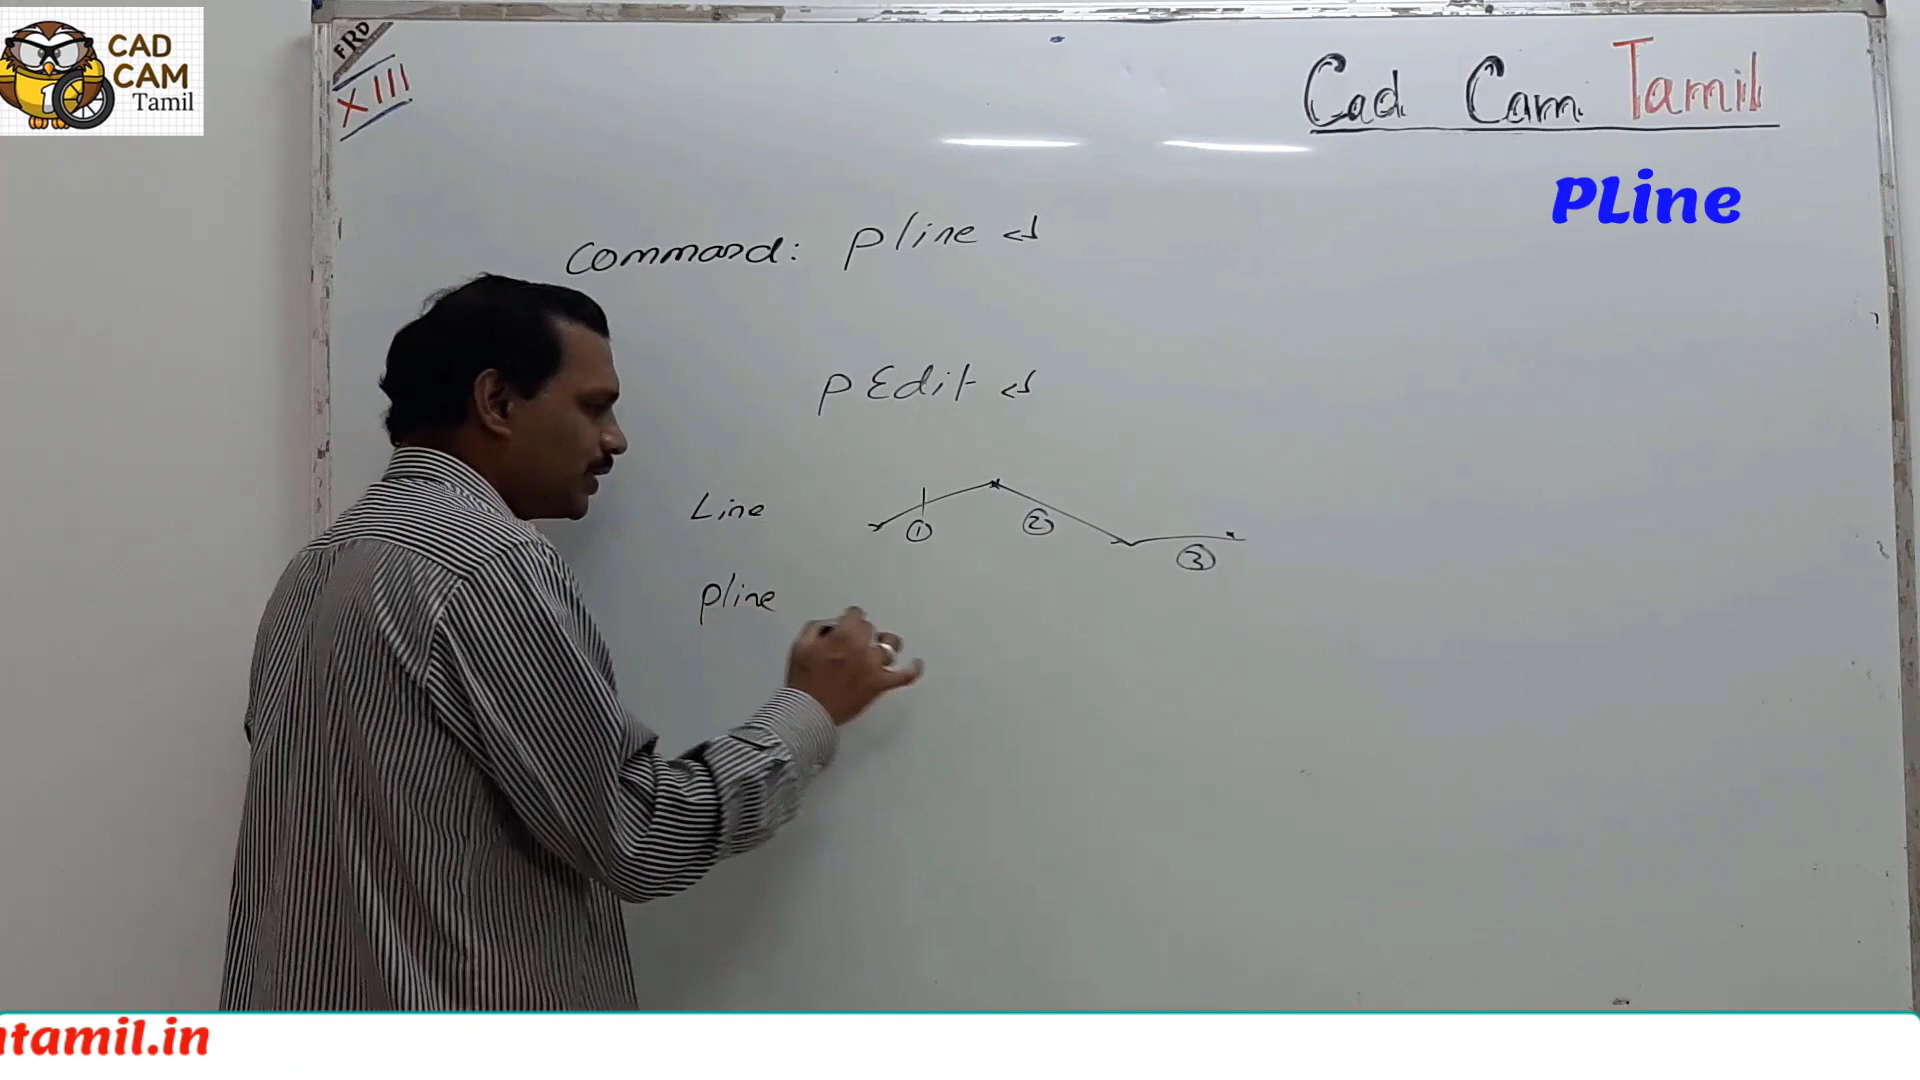 CAD
CAM
Tamil
FRD
XIII
Cad Cam Tamil
PLine
Command: pline ↵
pEdit ↵
Line
①
②
③
pline
tamil.in